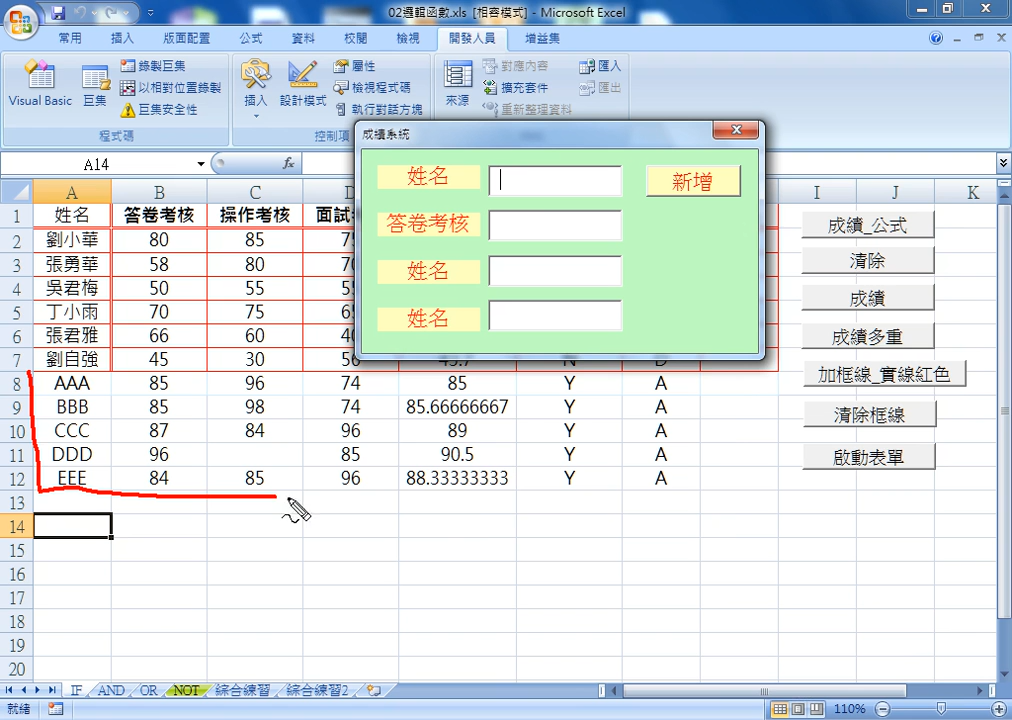 02邏輯函數.xls [相容模式] - Microsoft Excel
常用 插入 版面配置 公式 資料 校閱 檢視 開發人員 增益集
Visual Basic 巨集 錄製巨集 以相對位置錄製 巨集安全性 程式碼
插入 設計模式 屬性 檢視程式碼 執行對話方塊 控制項
來源 對應內容 擴充套件 重新整理資料 匯入 匯出
A14 fx
成績系統
姓名 新增
答卷考核
姓名
姓名
A B C D I J K
1 姓名 答卷考核 操作考核 面試
2 劉小華 80 85
3 張勇華 58 80
4 吳君梅 50 55
5 丁小雨 70 75
6 張君雅 66 60
7 劉自強 45 30 56
8 AAA 85 96 74 85 Y A
9 BBB 85 98 74 85.66666667 Y A
10 CCC 87 84 96 89 Y A
11 DDD 96 85 90.5 Y A
12 EEE 84 85 96 88.33333333 Y A
13
14
15
16
17
18
19
20
成績_公式
清除
成績
成績多重
加框線_實線紅色
清除框線
啟動表單
IF AND OR NOT 綜合練習 綜合練習2
就緒 110%